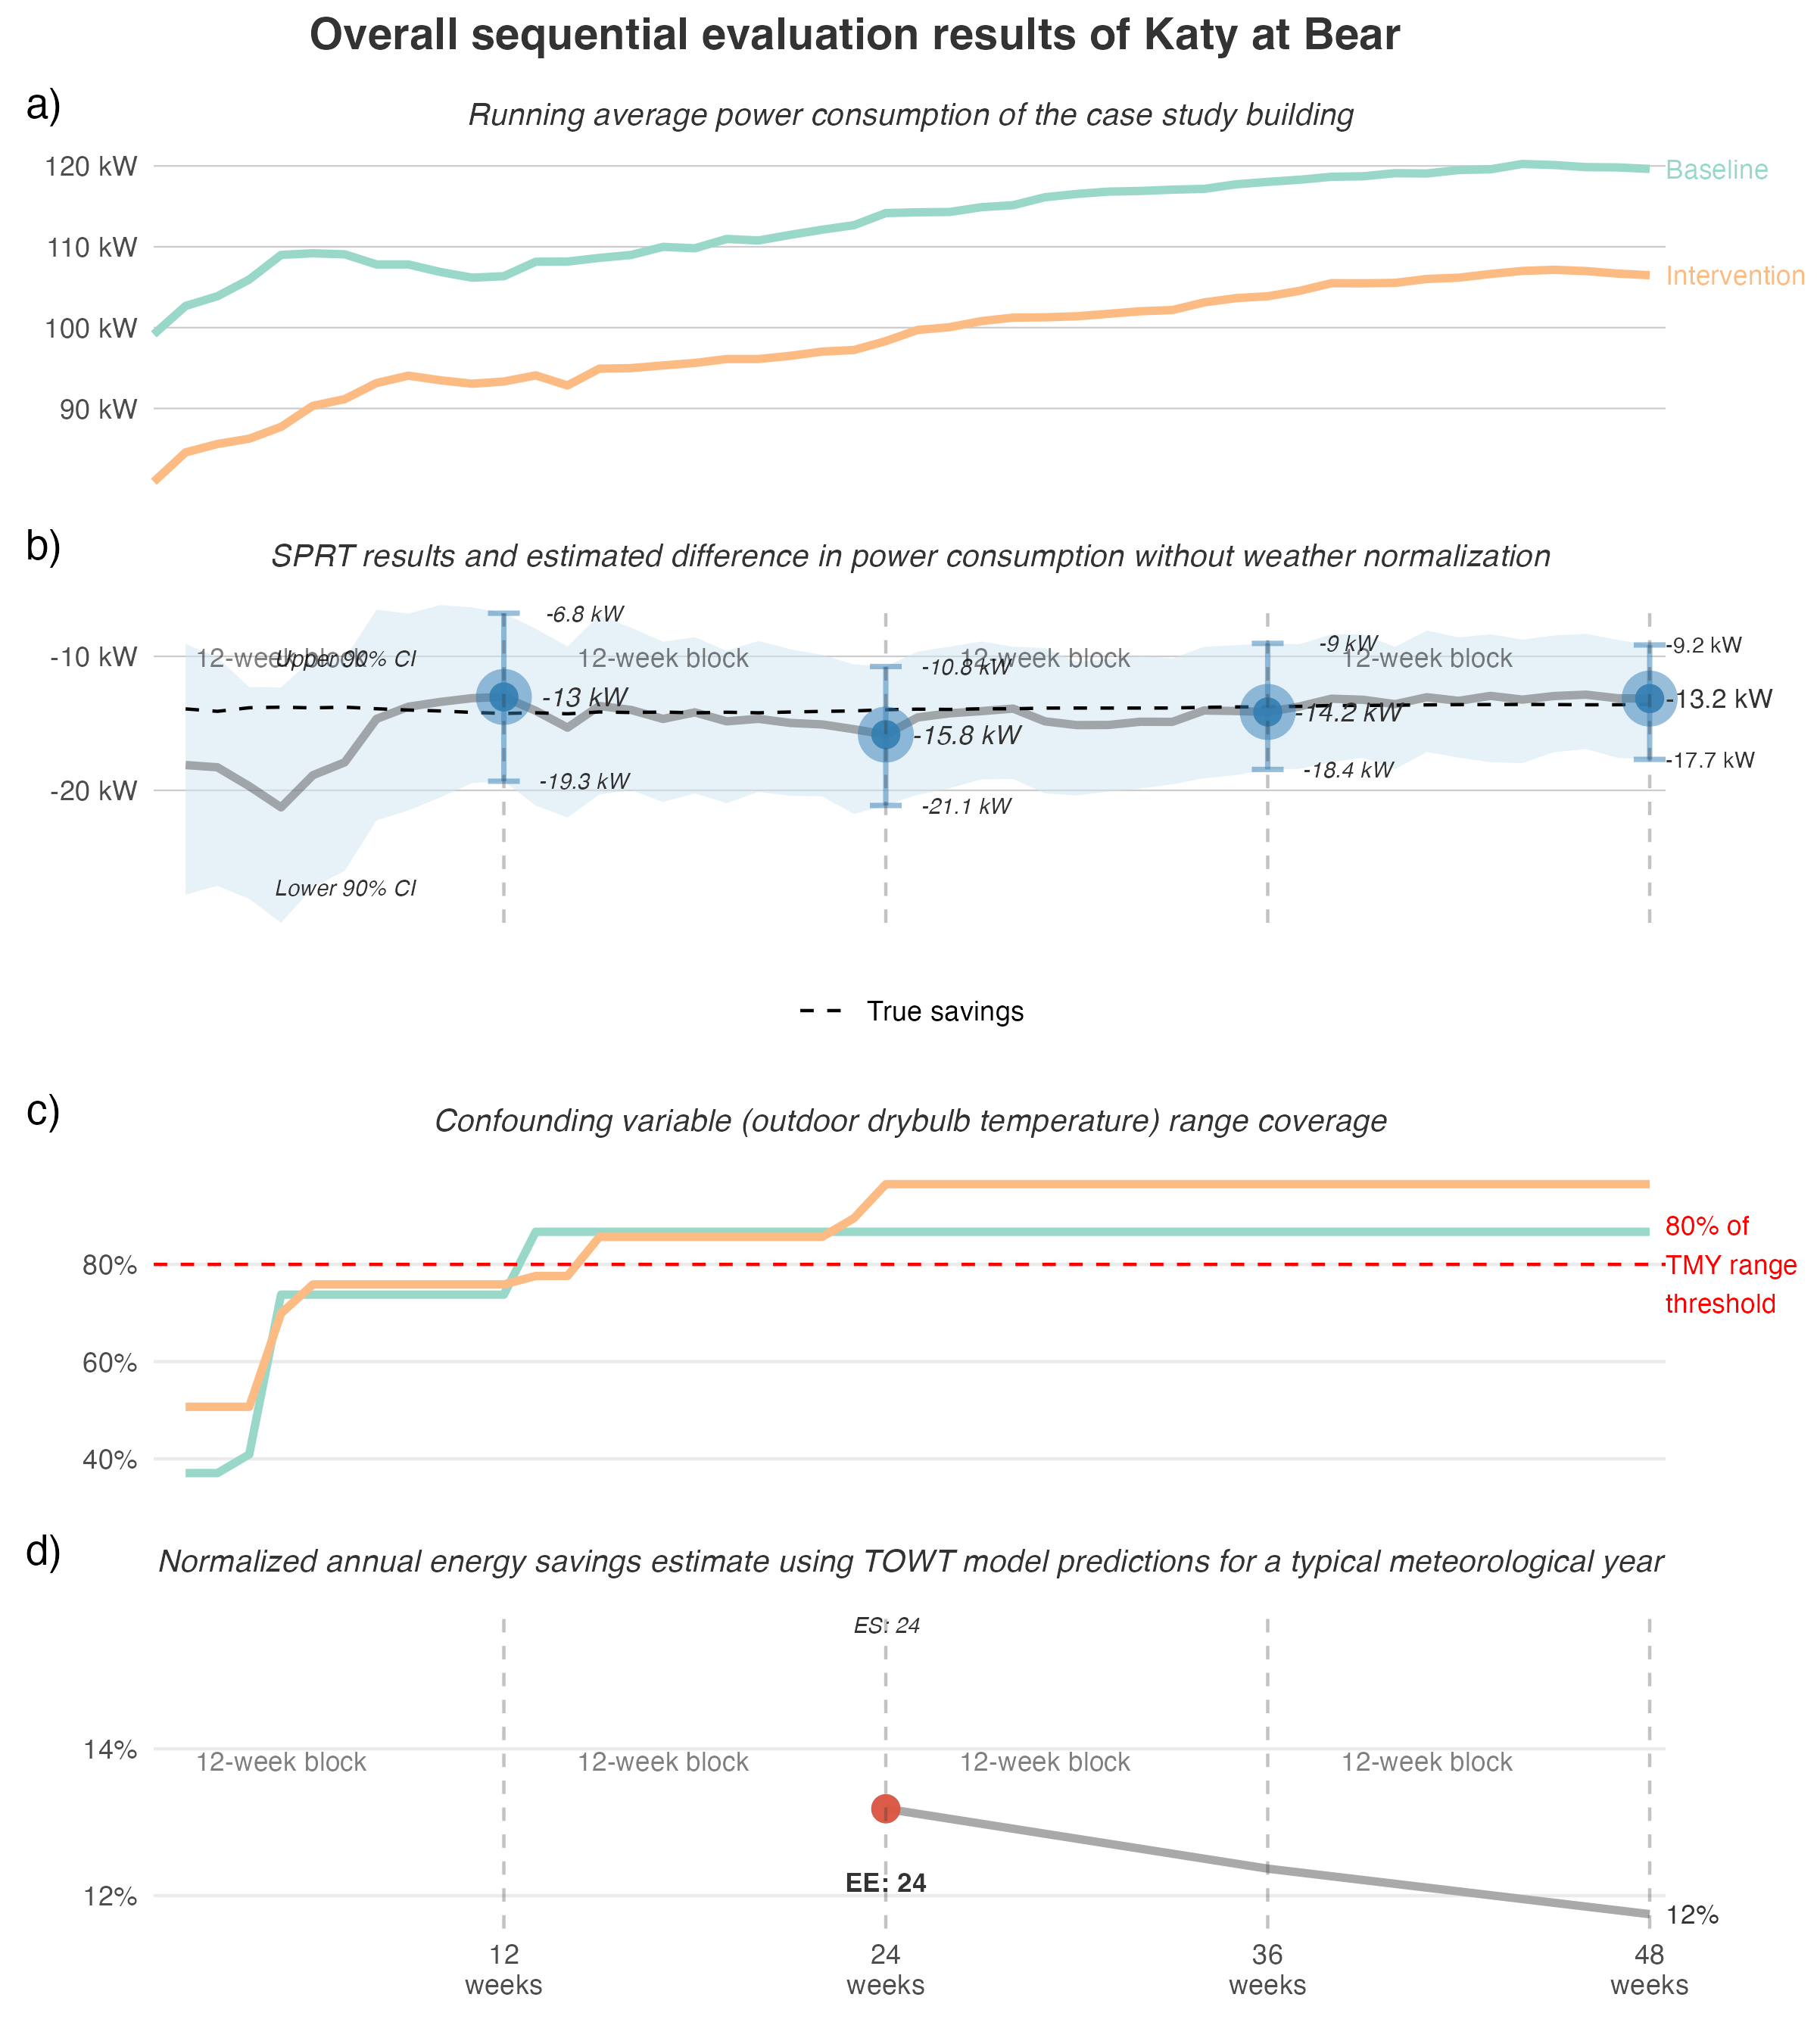 Overall sequential evaluation results of Katy at Bear
a)
Running average power consumption of the case study building
120 kW
110 kW
100 kW
90 kW
Baseline
Intervention
b)
SPRT results and estimated difference in power consumption without weather normalization
-10 kW
-20 kW
12-week block
12-week block
12-week block
12-week block
Upper 90% CI
Lower 90% CI
-6.8 kW
-13 kW
-19.3 kW
-10.8 kW
-15.8 kW
-21.1 kW
-9 kW
-14.2 kW
-18.4 kW
-9.2 kW
-13.2 kW
-17.7 kW
True savings
c)
Confounding variable (outdoor drybulb temperature) range coverage
80%
60%
40%
80% of
TMY range
threshold
d)
Normalized annual energy savings estimate using TOWT model predictions for a typical meteorological year
ES: 24
14%
12%
12-week block
12-week block
12-week block
12-week block
EE: 24
12%
12
weeks
24
weeks
36
weeks
48
weeks